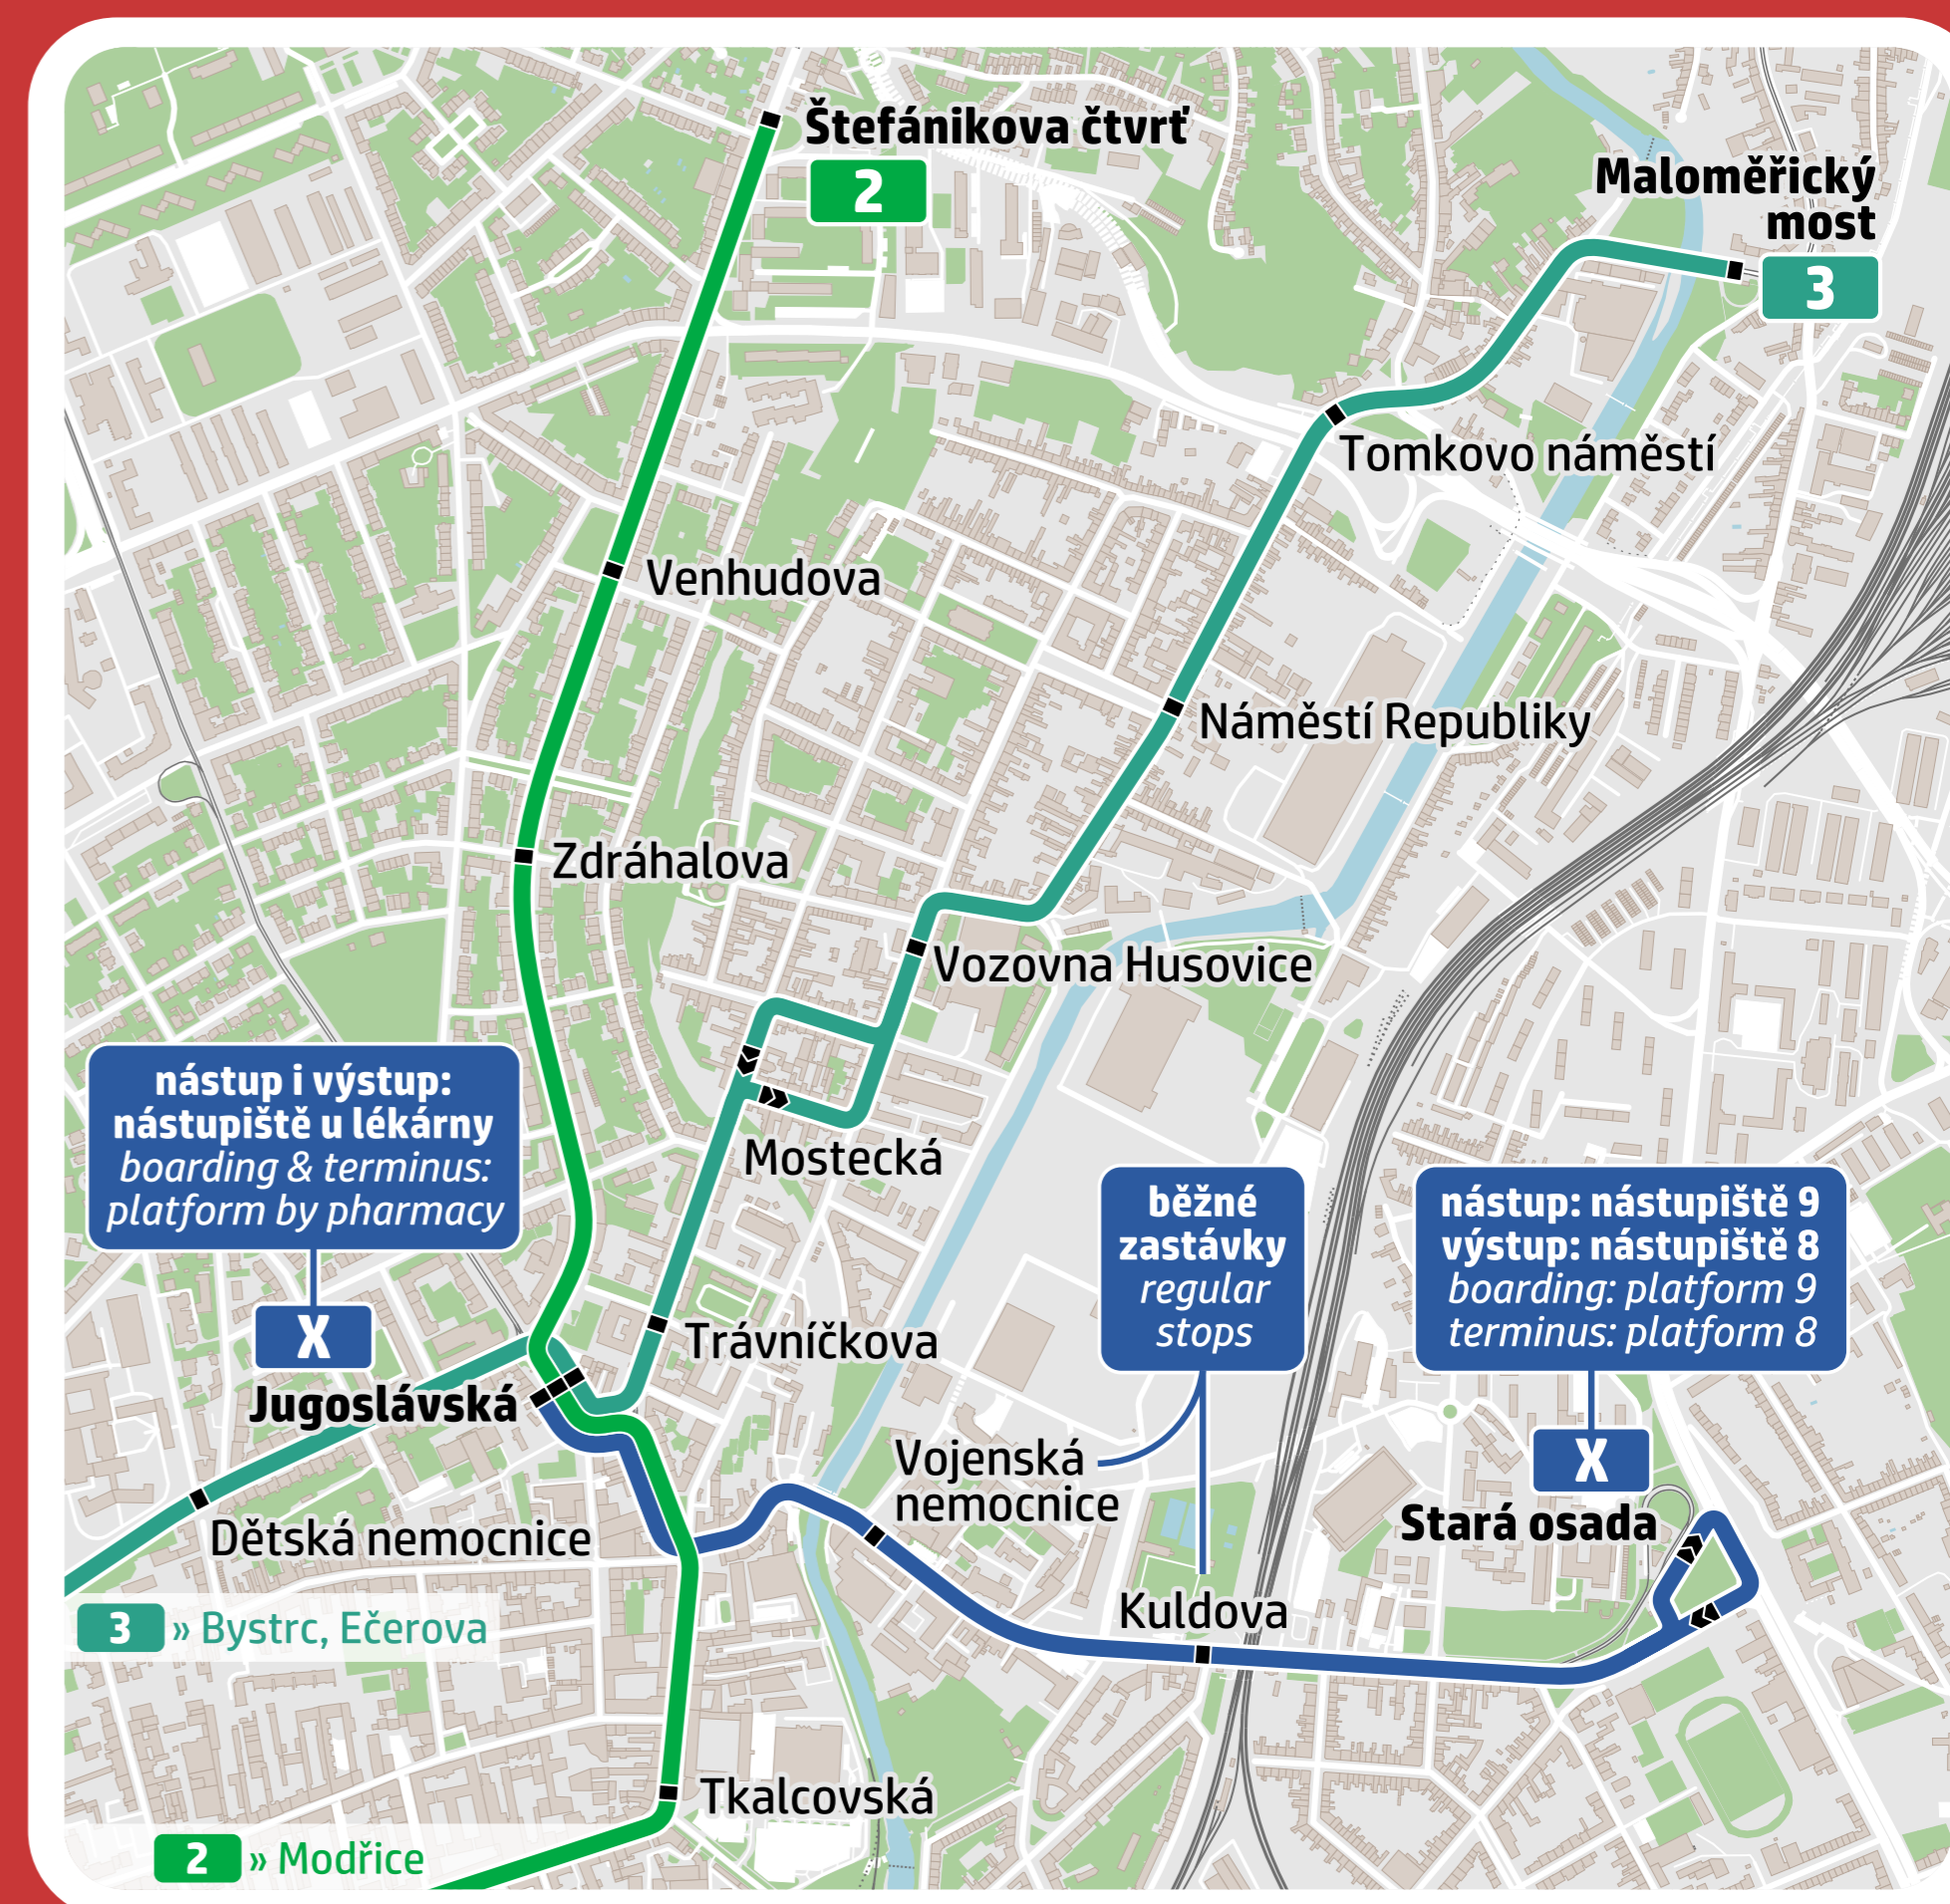 Štefánikova čtvrť
2
Maloměřický
most
3
Tomkovo náměstí
Venhudova
Náměstí Republiky
Zdráhalova
Vozovna Husovice
nástup i výstup:
nástupiště u lékárny
boarding & terminus:
platform by pharmacy
X
Mostecká
běžné
zastávky
regular
stops
nástup: nástupiště 9
výstup: nástupiště 8
boarding: platform 9
terminus: platform 8
X
Trávníčkova
Jugoslávská
Vojenská
nemocnice
Stará osada
Dětská nemocnice
Kuldova
3 » Bystrc, Ečerova
Tkalcovská
2 » Modřice